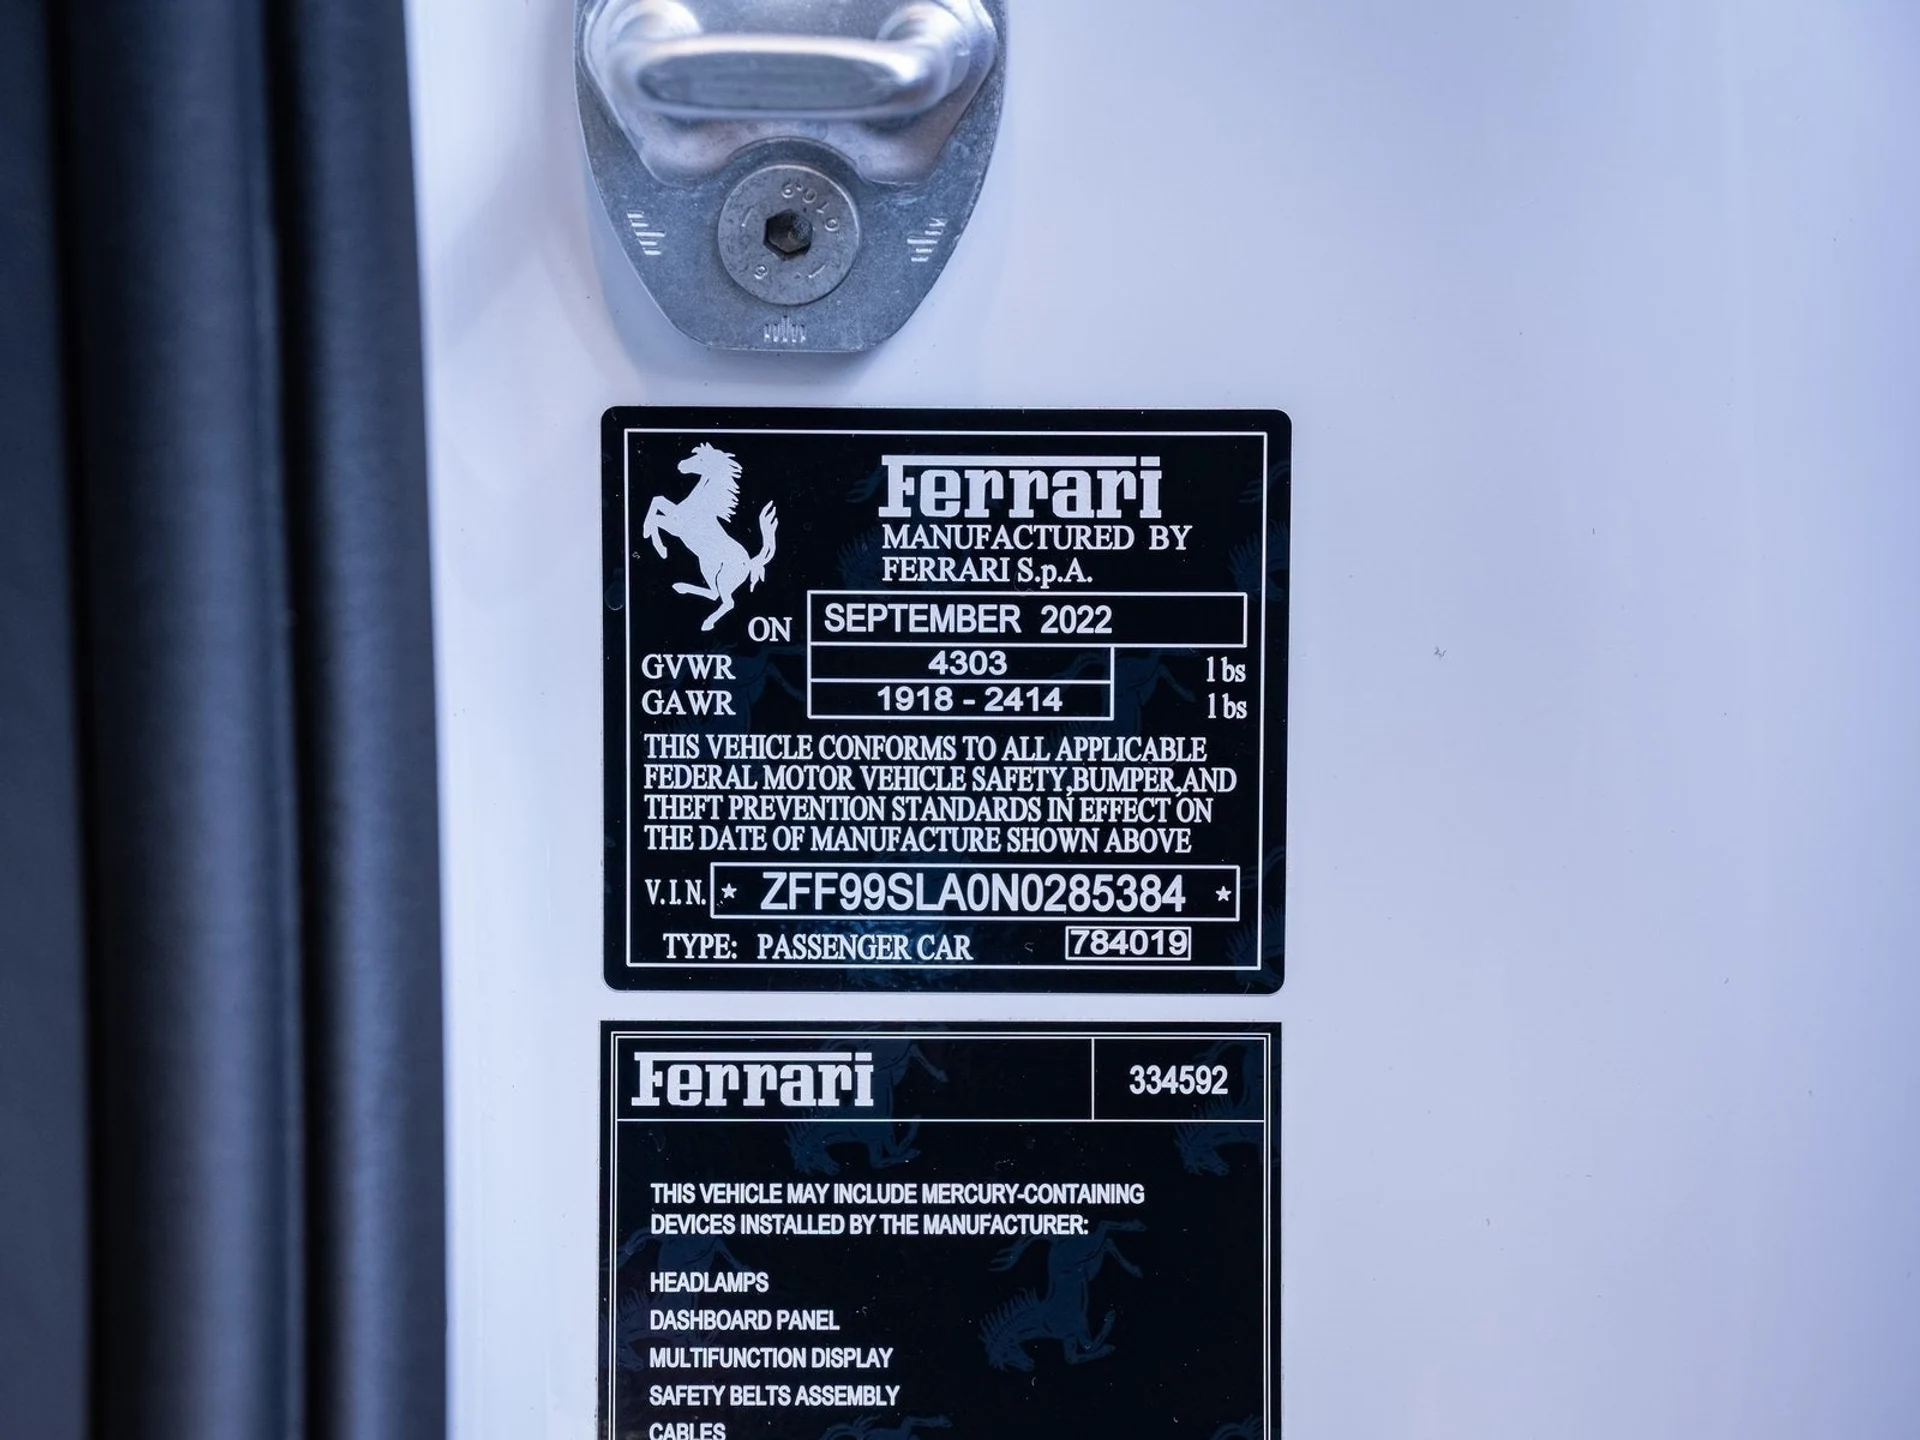 Ferrari
MANUFACTURED BY
FERRARI S.p.A.
ON SEPTEMBER 2022
GVWR 4303 lbs
GAWR 1918 - 2414 lbs
THIS VEHICLE CONFORMS TO ALL APPLICABLE
FEDERAL MOTOR VEHICLE SAFETY,BUMPER,AND
THEFT PREVENTION STANDARDS IN EFFECT ON
THE DATE OF MANUFACTURE SHOWN ABOVE
V.I.N. ★ ZFF99SLA0N0285384 ★
TYPE: PASSENGER CAR 784019
Ferrari 334592
THIS VEHICLE MAY INCLUDE MERCURY-CONTAINING
DEVICES INSTALLED BY THE MANUFACTURER:
HEADLAMPS
DASHBOARD PANEL
MULTIFUNCTION DISPLAY
SAFETY BELTS ASSEMBLY
CABLES